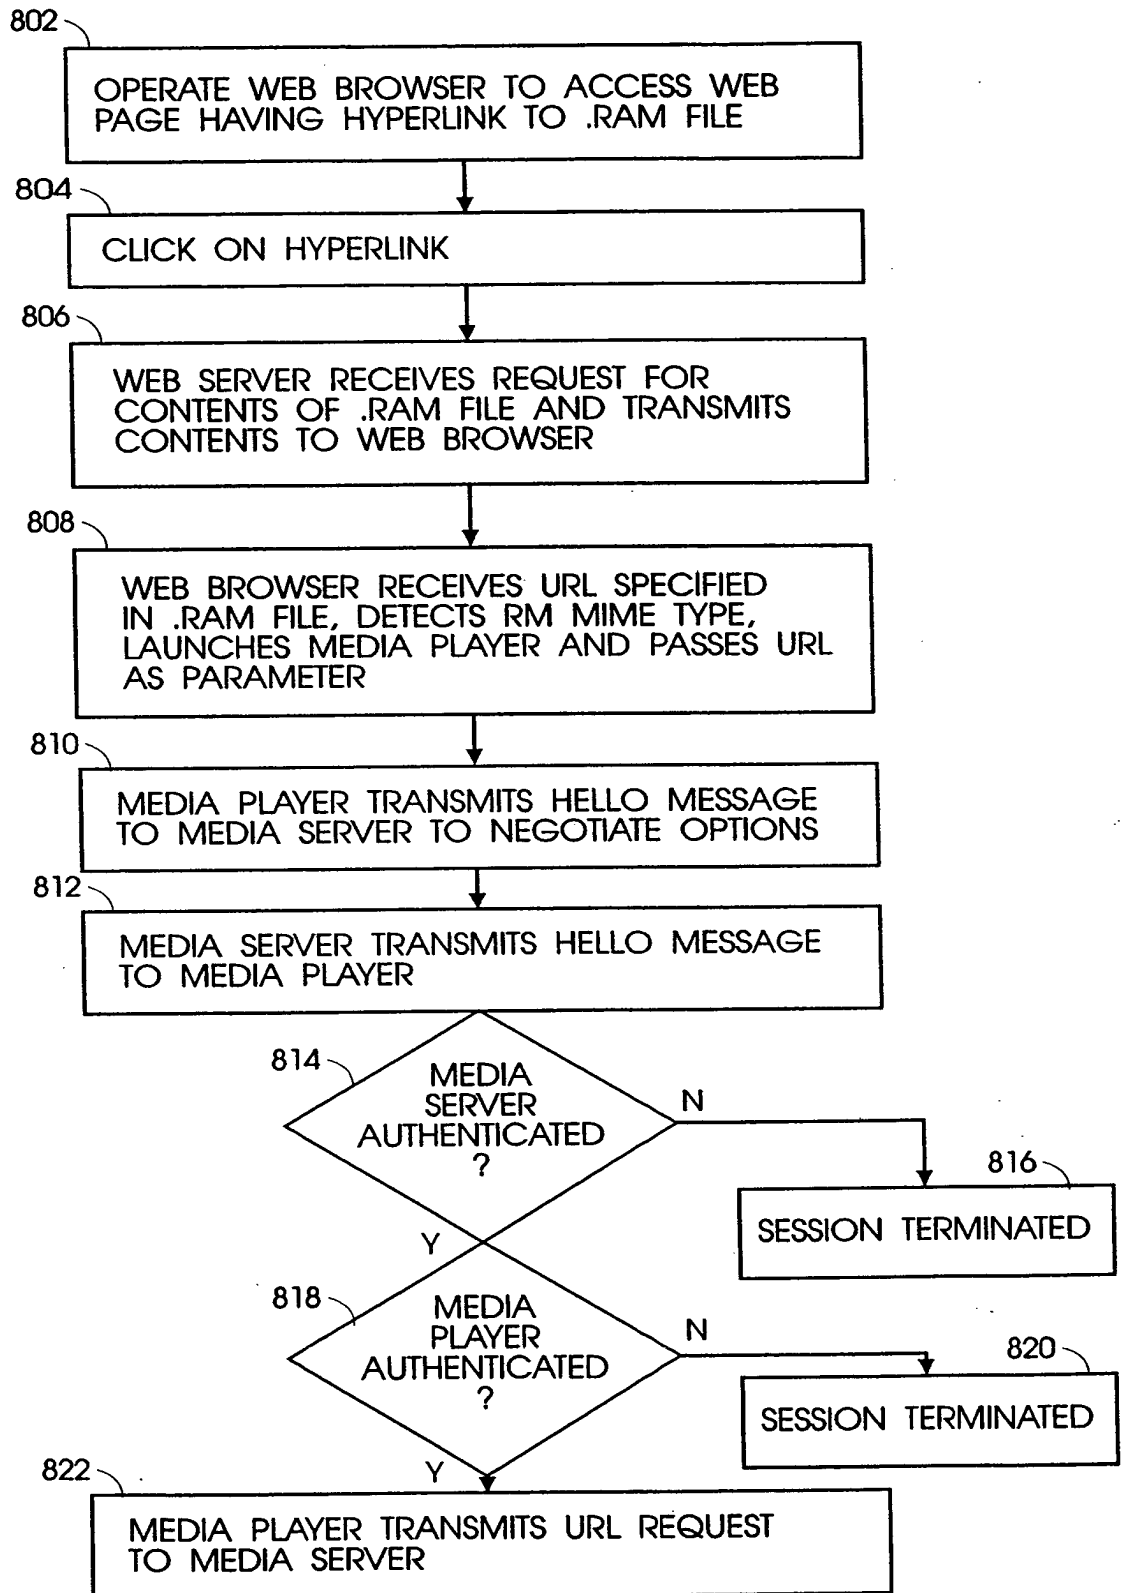 802
OPERATE WEB BROWSER TO ACCESS WEB
PAGE HAVING HYPERLINK TO .RAM FILE
804
CLICK ON HYPERLINK
806
WEB SERVER RECEIVES REQUEST FOR
CONTENTS OF .RAM FILE AND TRANSMITS
CONTENTS TO WEB BROWSER
808
WEB BROWSER RECEIVES URL SPECIFIED
IN .RAM FILE, DETECTS RM MIME TYPE,
LAUNCHES MEDIA PLAYER AND PASSES URL
AS PARAMETER
810
MEDIA PLAYER TRANSMITS HELLO MESSAGE
TO MEDIA SERVER TO NEGOTIATE OPTIONS
812
MEDIA SERVER TRANSMITS HELLO MESSAGE
TO MEDIA PLAYER
814
MEDIA
SERVER
AUTHENTICATED
?
N
816
SESSION TERMINATED
Y
818
MEDIA
PLAYER
AUTHENTICATED
?
N
820
SESSION TERMINATED
Y
822
MEDIA PLAYER TRANSMITS URL REQUEST
TO MEDIA SERVER